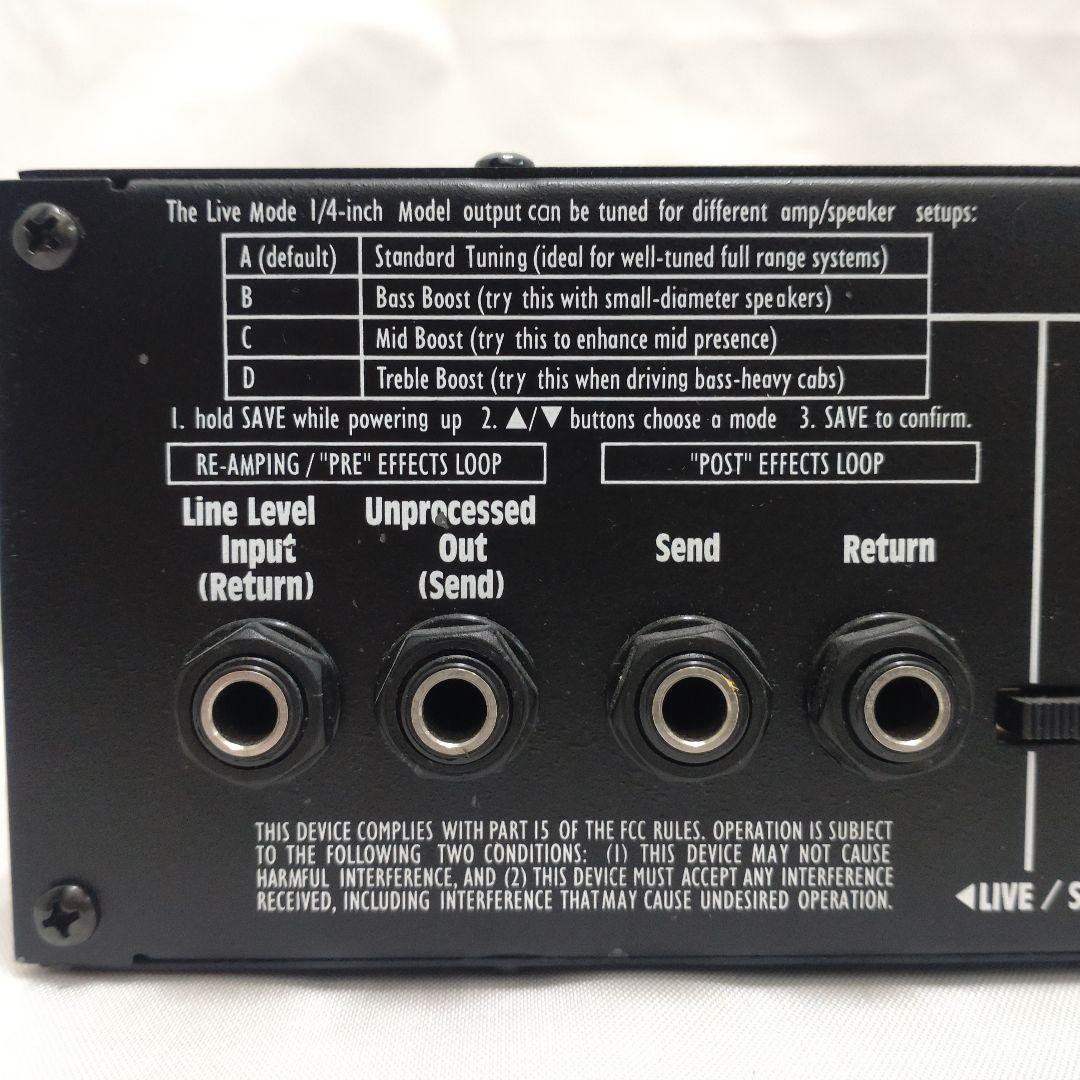 The Live Mode 1/4-inch Model output can be tuned for different amp/speaker setups:
A (default) Standard Tuning (ideal for well-tuned full range systems)
B Bass Boost (try this with small-diameter speakers)
C Mid Boost (try this to enhance mid presence)
D Treble Boost (try this when driving bass-heavy cabs)
1. hold SAVE while powering up 2. ▲/▼ buttons choose a mode 3. SAVE to confirm.
RE-AMPING / "PRE" EFFECTS LOOP
"POST" EFFECTS LOOP
Line Level
Input
(Return)
Unprocessed
Out
(Send)
Send
Return
THIS DEVICE COMPLIES WITH PART 15 OF THE FCC RULES. OPERATION IS SUBJECT
TO THE FOLLOWING TWO CONDITIONS: (1) THIS DEVICE MAY NOT CAUSE
HARMFUL INTERFERENCE, AND (2) THIS DEVICE MUST ACCEPT ANY INTERFERENCE
RECEIVED, INCLUDING INTERFERENCE THAT MAY CAUSE UNDESIRED OPERATION.
◀LIVE /